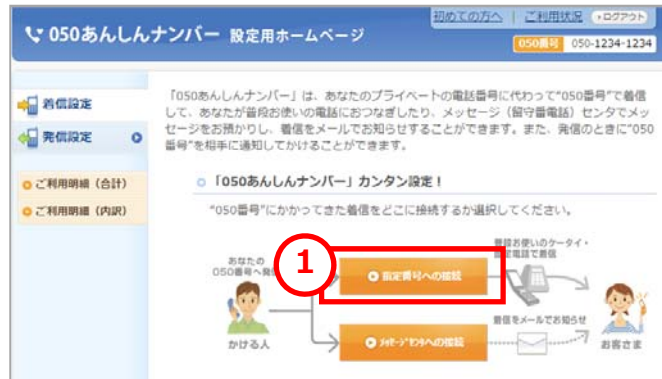 初めての方へ | ご利用状況 ログアウト
050あんしんナンバー 設定用ホームページ
050番号 050-1234-1234
着信設定
発信設定
ご利用明細（合計）
ご利用明細（内訳）
「050あんしんナンバー」は、あなたのプライベートの電話番号に代わって"050番号"で着信
して、あなたが普段お使いの電話におつなぎしたり、メッセージ（留守番電話）センタでメッ
セージをお預かりし、着信をメールでお知らせすることができます。また、発信のときに"050
番号"を相手に通知してかけることができます。
「050あんしんナンバー」カンタン設定！
"050番号"にかかってきた着信をどこに接続するか選択してください。
あなたの
050番号へ発
1
指定番号への接続
普段お使いのケータイ・
定電話で着信
かける人
ﾒｯｾｰｼﾞｾﾝﾀへの接続
着信をメールでお知らせ
お客さま